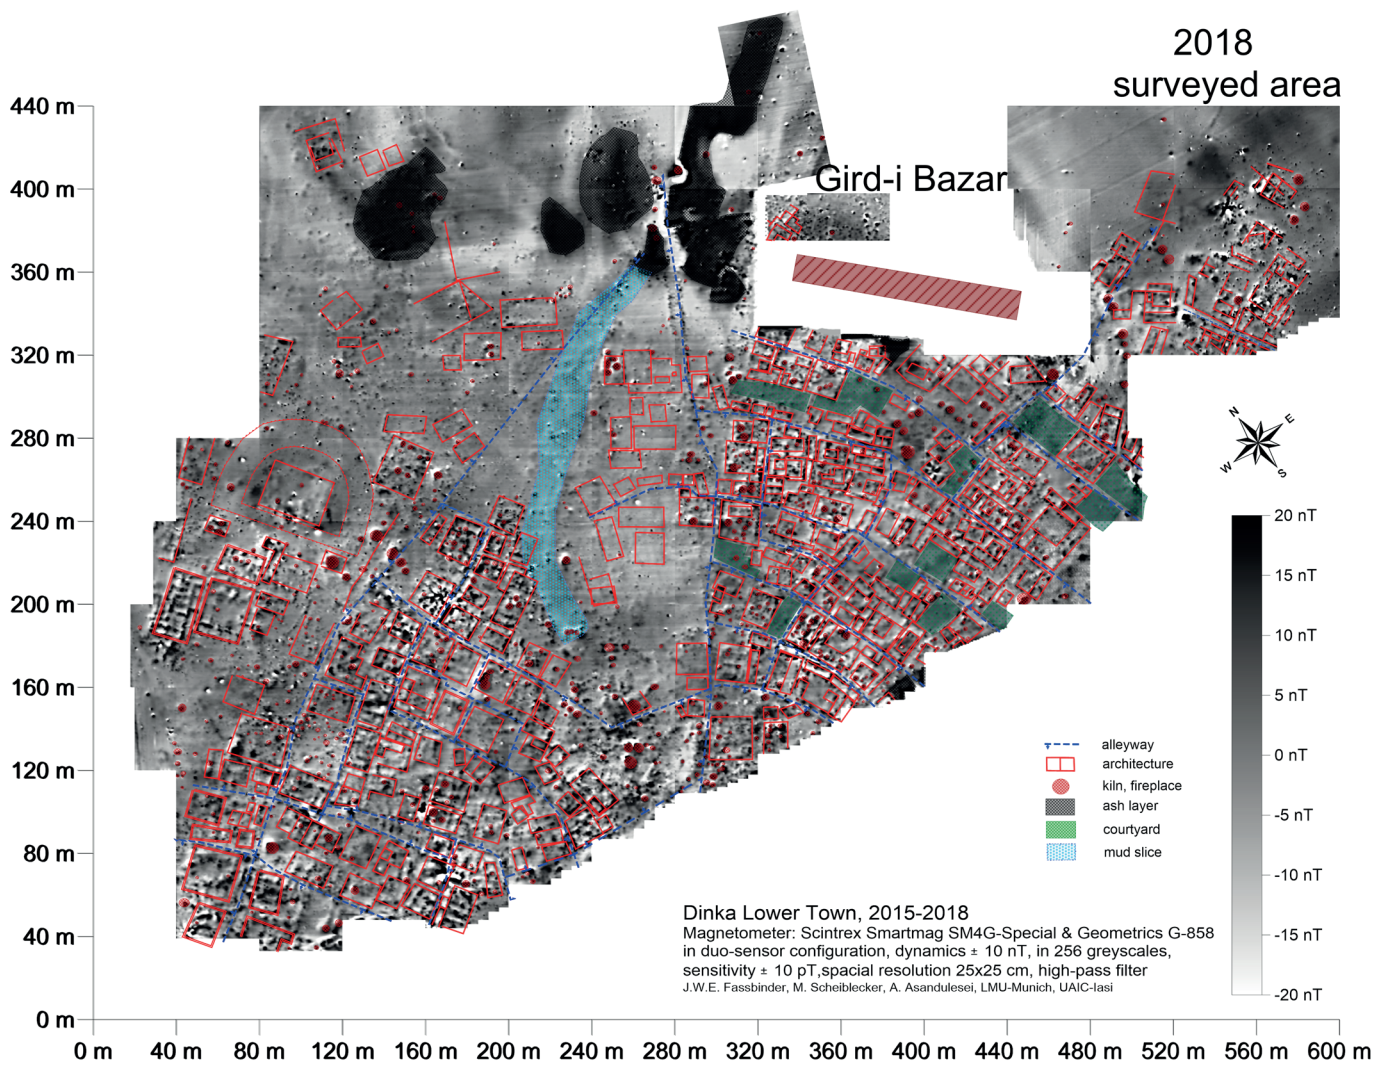 2018
surveyed area
Gird-i Bazar
440 m
400 m
360 m
320 m
280 m
240 m
200 m
160 m
120 m
80 m
40 m
0 m
0 m 40 m 80 m 120 m 160 m 200 m 240 m 280 m 320 m 360 m 400 m 440 m 480 m 520 m 560 m 600 m
N
E
W
S
20 nT
15 nT
10 nT
5 nT
0 nT
-5 nT
-10 nT
-15 nT
-20 nT
alleyway
architecture
kiln, fireplace
ash layer
courtyard
mud slice
Dinka Lower Town, 2015-2018
Magnetometer: Scintrex Smartmag SM4G-Special & Geometrics G-858
in duo-sensor configuration, dynamics ± 10 nT, in 256 greyscales,
sensitivity ± 10 pT,spacial resolution 25x25 cm, high-pass filter
J.W.E. Fassbinder, M. Scheiblecker, A. Asandulesei, LMU-Munich, UAIC-Iasi